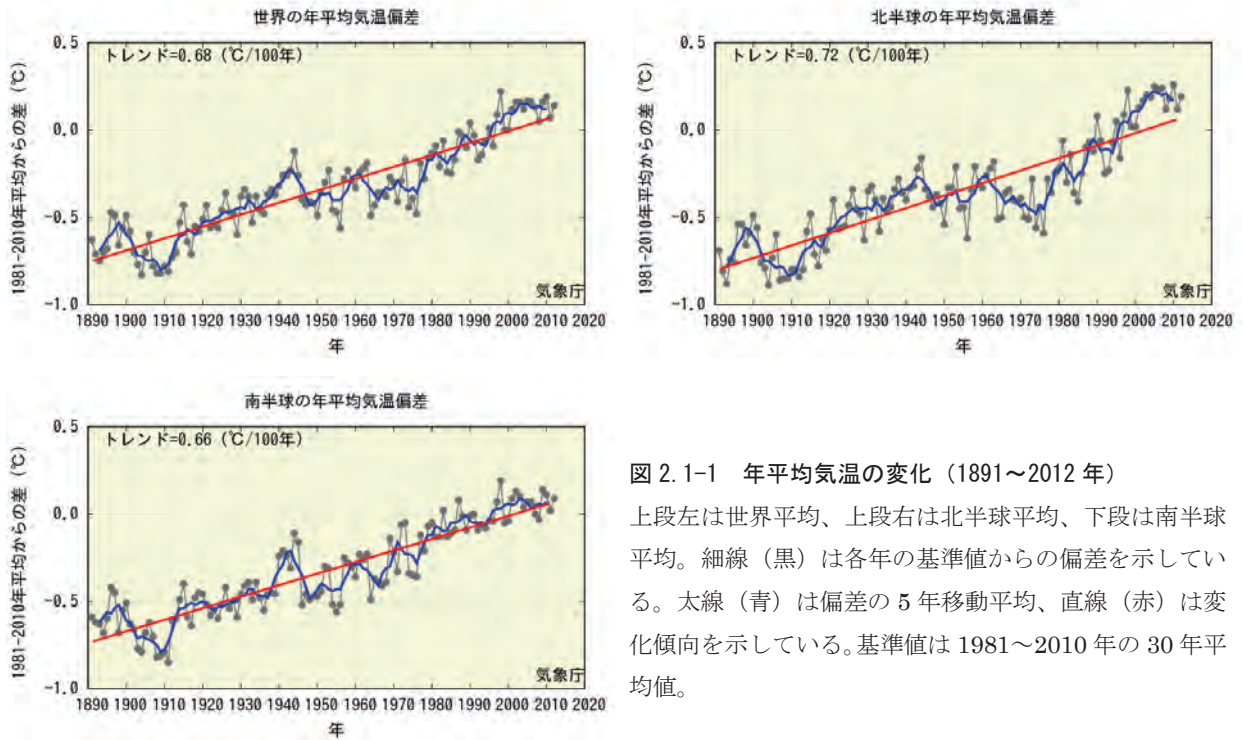 世界の年平均気温偏差
トレンド=0.68 (℃/100年)
1981-2010年平均からの差 (℃)
0.5
0.0
-0.5
-1.0
気象庁
1890 1900 1910 1920 1930 1940 1950 1960 1970 1980 1990 2000 2010 2020
年
北半球の年平均気温偏差
トレンド=0.72 (℃/100年)
1981-2010年平均からの差 (℃)
0.5
0.0
-0.5
-1.0
気象庁
1890 1900 1910 1920 1930 1940 1950 1960 1970 1980 1990 2000 2010 2020
年
南半球の年平均気温偏差
トレンド=0.66 (℃/100年)
1981-2010年平均からの差 (℃)
0.5
0.0
-0.5
-1.0
気象庁
1890 1900 1910 1920 1930 1940 1950 1960 1970 1980 1990 2000 2010 2020
年
図 2.1-1 年平均気温の変化（1891～2012 年）
上段左は世界平均、上段右は北半球平均、下段は南半球
平均。細線（黒）は各年の基準値からの偏差を示してい
る。太線（青）は偏差の 5 年移動平均、直線（赤）は変
化傾向を示している。基準値は 1981～2010 年の 30 年平
均値。